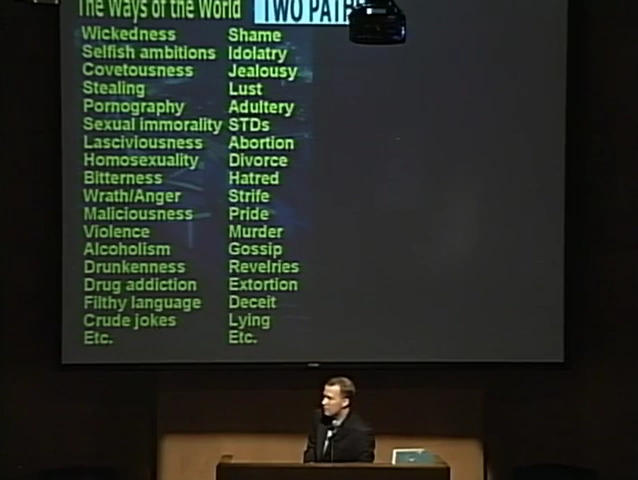 The Ways of the World TWO PATHS
Wickedness Shame
Selfish ambitions Idolatry
Covetousness Jealousy
Stealing Lust
Pornography Adultery
Sexual immorality STDs
Lasciviousness Abortion
Homosexuality Divorce
Bitterness Hatred
Wrath/Anger Strife
Maliciousness Pride
Violence Murder
Alcoholism Gossip
Drunkenness Revelries
Drug addiction Extortion
Filthy language Deceit
Crude jokes Lying
Etc. Etc.